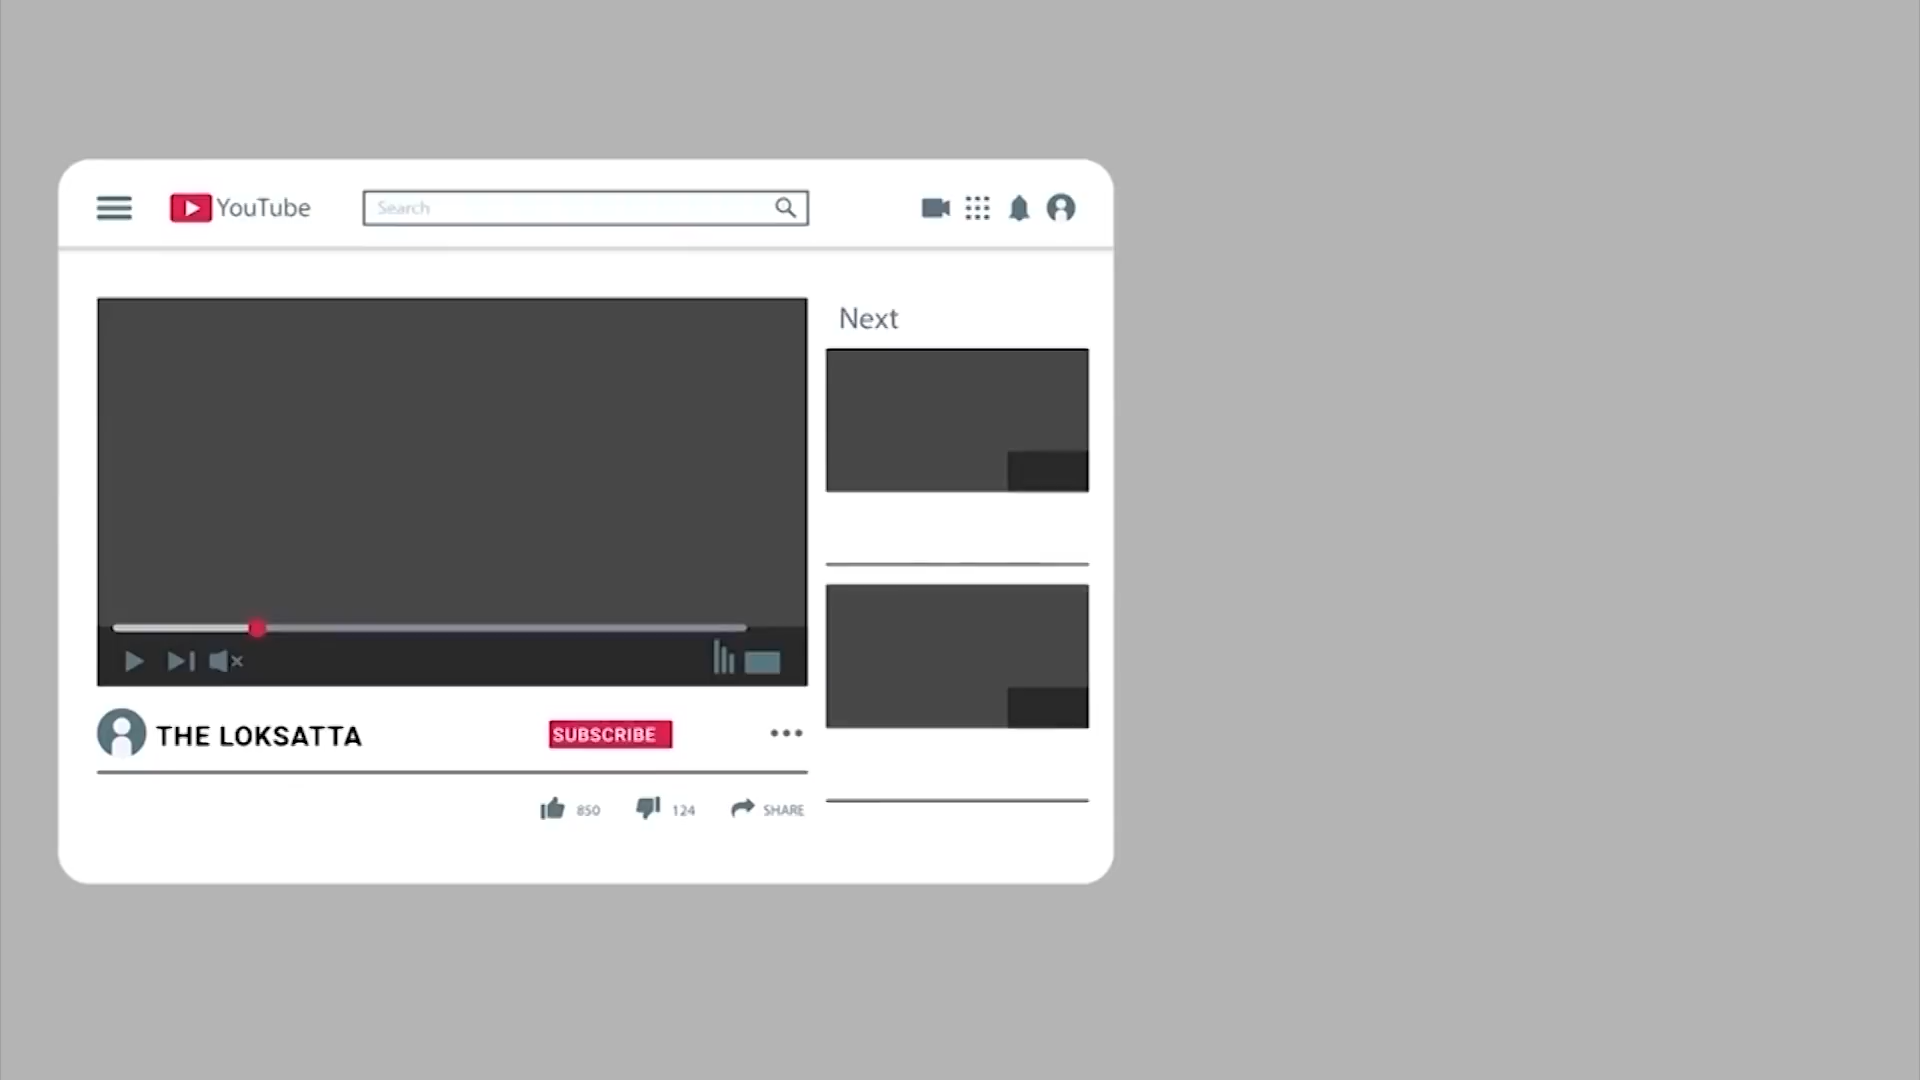 YouTube
Search
Next
THE LOKSATTA
SUBSCRIBE
850
124
SHARE